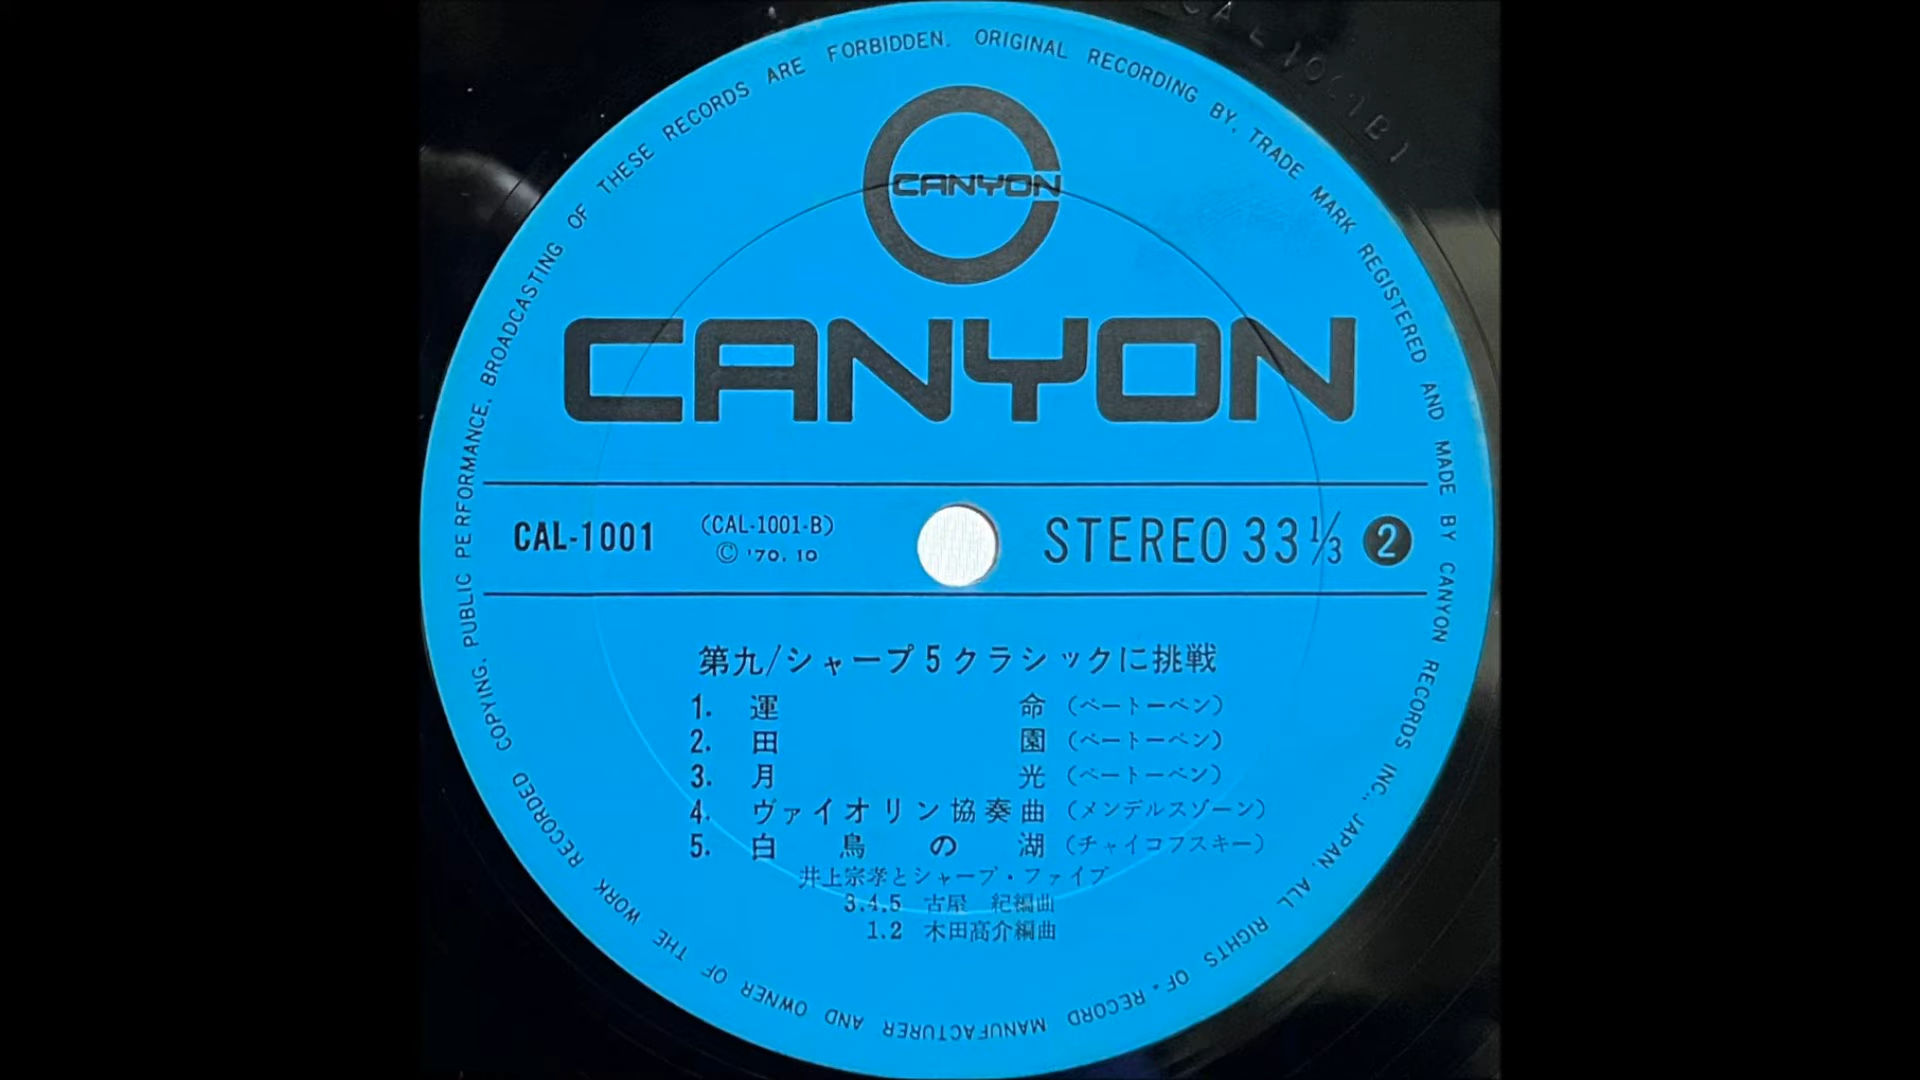 BROADCASTING OF THESE RECORDS ARE FORBIDDEN. ORIGINAL RECORDING BY. TRADE MARK REGISTERED AND MADE BY CANYON RECORDS INC., JAPAN. ALL RIGHTS OF・RECORD MANUFACTURER AND OWNER OF THE WORK RECORDED COPYING. PUBLIC PERFORMANCE.
CANYON
CANYON
CAL-1001
(CAL-1001-B)
Ⓒ '70. 10
STEREO 33 1/3 2
第九/シャープ5クラシックに挑戦
1. 運命(ベートーベン)
2. 田園(ベートーベン)
3. 月光(ベートーベン)
4. ヴァイオリン協奏曲(メンデルスゾーン)
5. 白鳥の湖(チャイコフスキー)
井上宗孝とシャープ・ファイブ
3.4.5 古屋 紀編曲
1.2 木田高介編曲